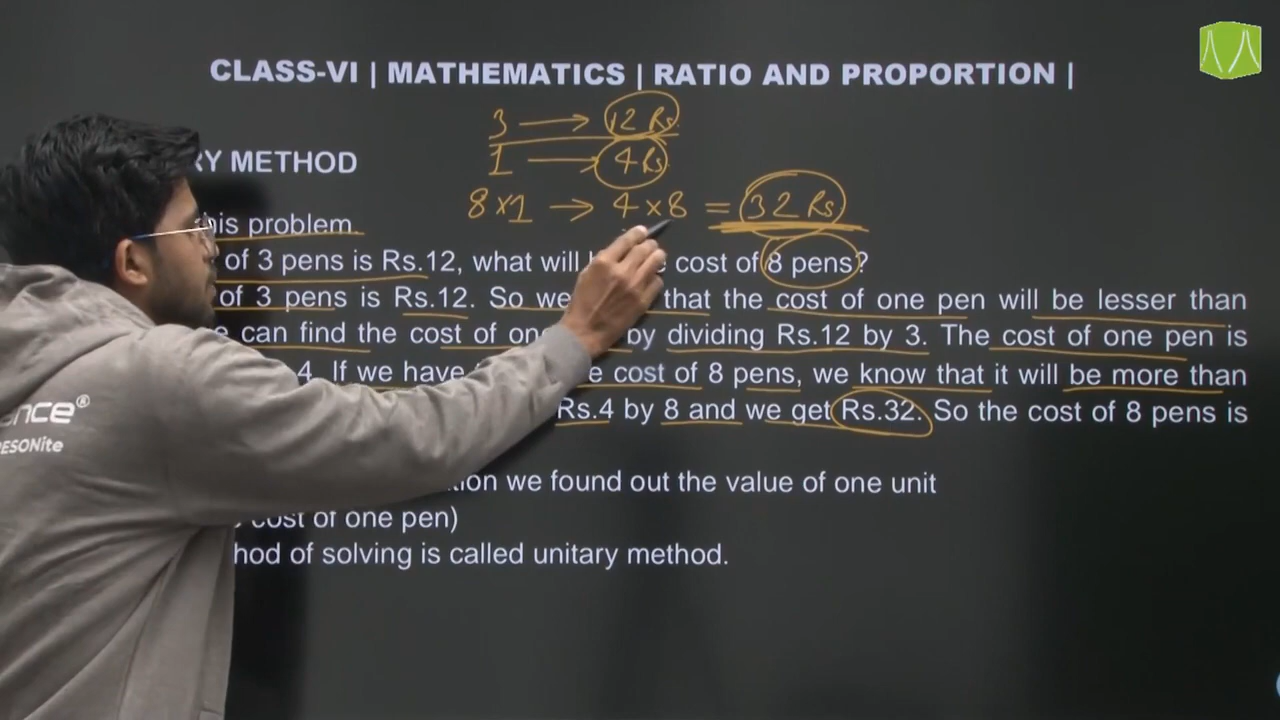 CLASS-VI | MATHEMATICS | RATIO AND PROPORTION |
3 → 12 Rs.
1 → 4 Rs
RY METHOD
8×1 → 4×8 = 32 Rs
is problem.
of 3 pens is Rs.12, what will cost of 8 pens?
of 3 pens is Rs.12. So we that the cost of one pen will be lesser than
can find the cost of one by dividing Rs.12 by 3. The cost of one pen is
4. If we have cost of 8 pens, we know that it will be more than
Rs.4 by 8 and we get Rs.32. So the cost of 8 pens is
ance®
RESONite
tion we found out the value of one unit
cost of one pen)
hod of solving is called unitary method.